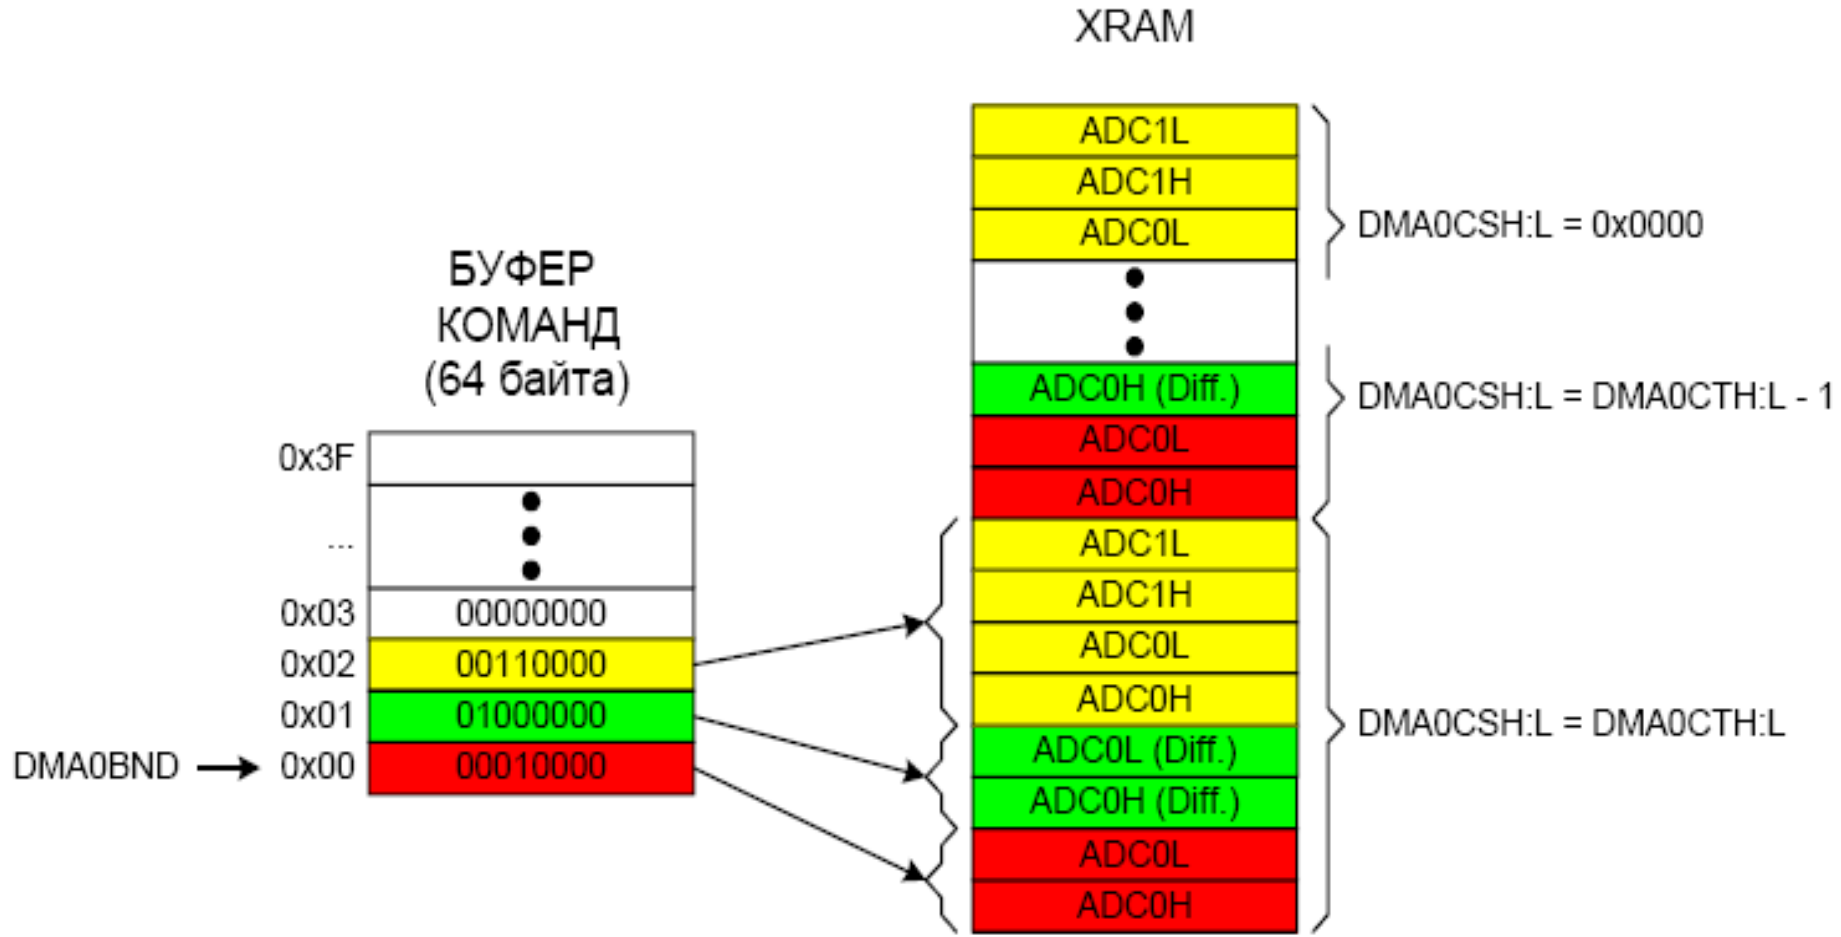 XRAM
ADC1L
ADC1H
ADC0L
DMA0CSH:L = 0x0000
БУФЕР
КОМАНД
(64 байта)
ADC0H (Diff.)
DMA0CSH:L = DMA0CTH:L - 1
ADC0L
ADC0H
0x3F
...
0x03 00000000
0x02 00110000
0x01 01000000
DMA0BND 0x00 00010000
ADC1L
ADC1H
ADC0L
ADC0H
ADC0L (Diff.)
DMA0CSH:L = DMA0CTH:L
ADC0H (Diff.)
ADC0L
ADC0H